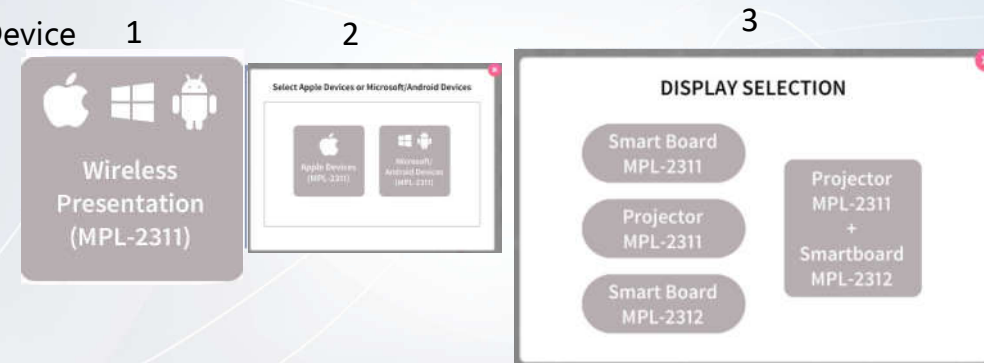 Device
1
2
3
Wireless
Presentation
(MPL-2311)
Select Apple Devices or Microsoft/Android Devices
Apple Devices
(MPL-2311)
Microsoft/
Android Devices
(MPL-2311)
DISPLAY SELECTION
Smart Board
MPL-2311
Projector
MPL-2311
Smart Board
MPL-2312
Projector
MPL-2311
+
Smartboard
MPL-2312